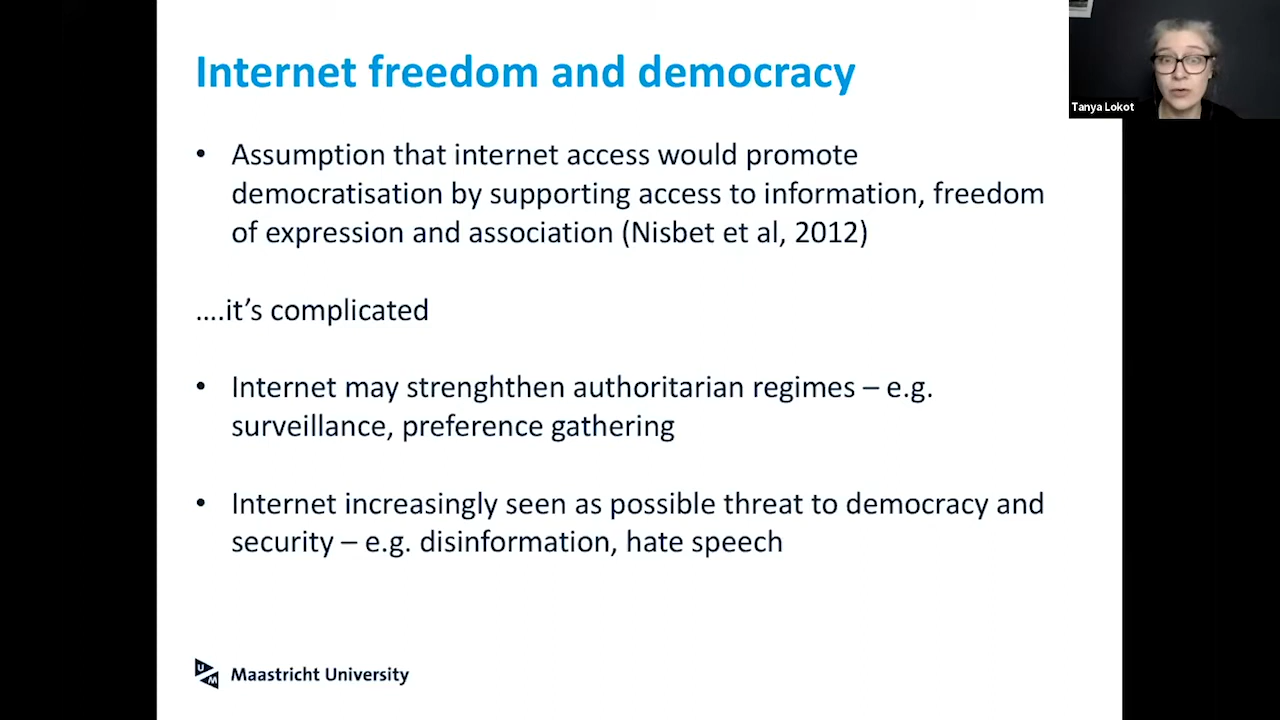 Internet freedom and democracy
Tanya Lokot
• Assumption that internet access would promote
democratisation by supporting access to information, freedom
of expression and association (Nisbet et al, 2012)
....it’s complicated
• Internet may strenghthen authoritarian regimes – e.g.
surveillance, preference gathering
• Internet increasingly seen as possible threat to democracy and
security – e.g. disinformation, hate speech
UM
Maastricht University